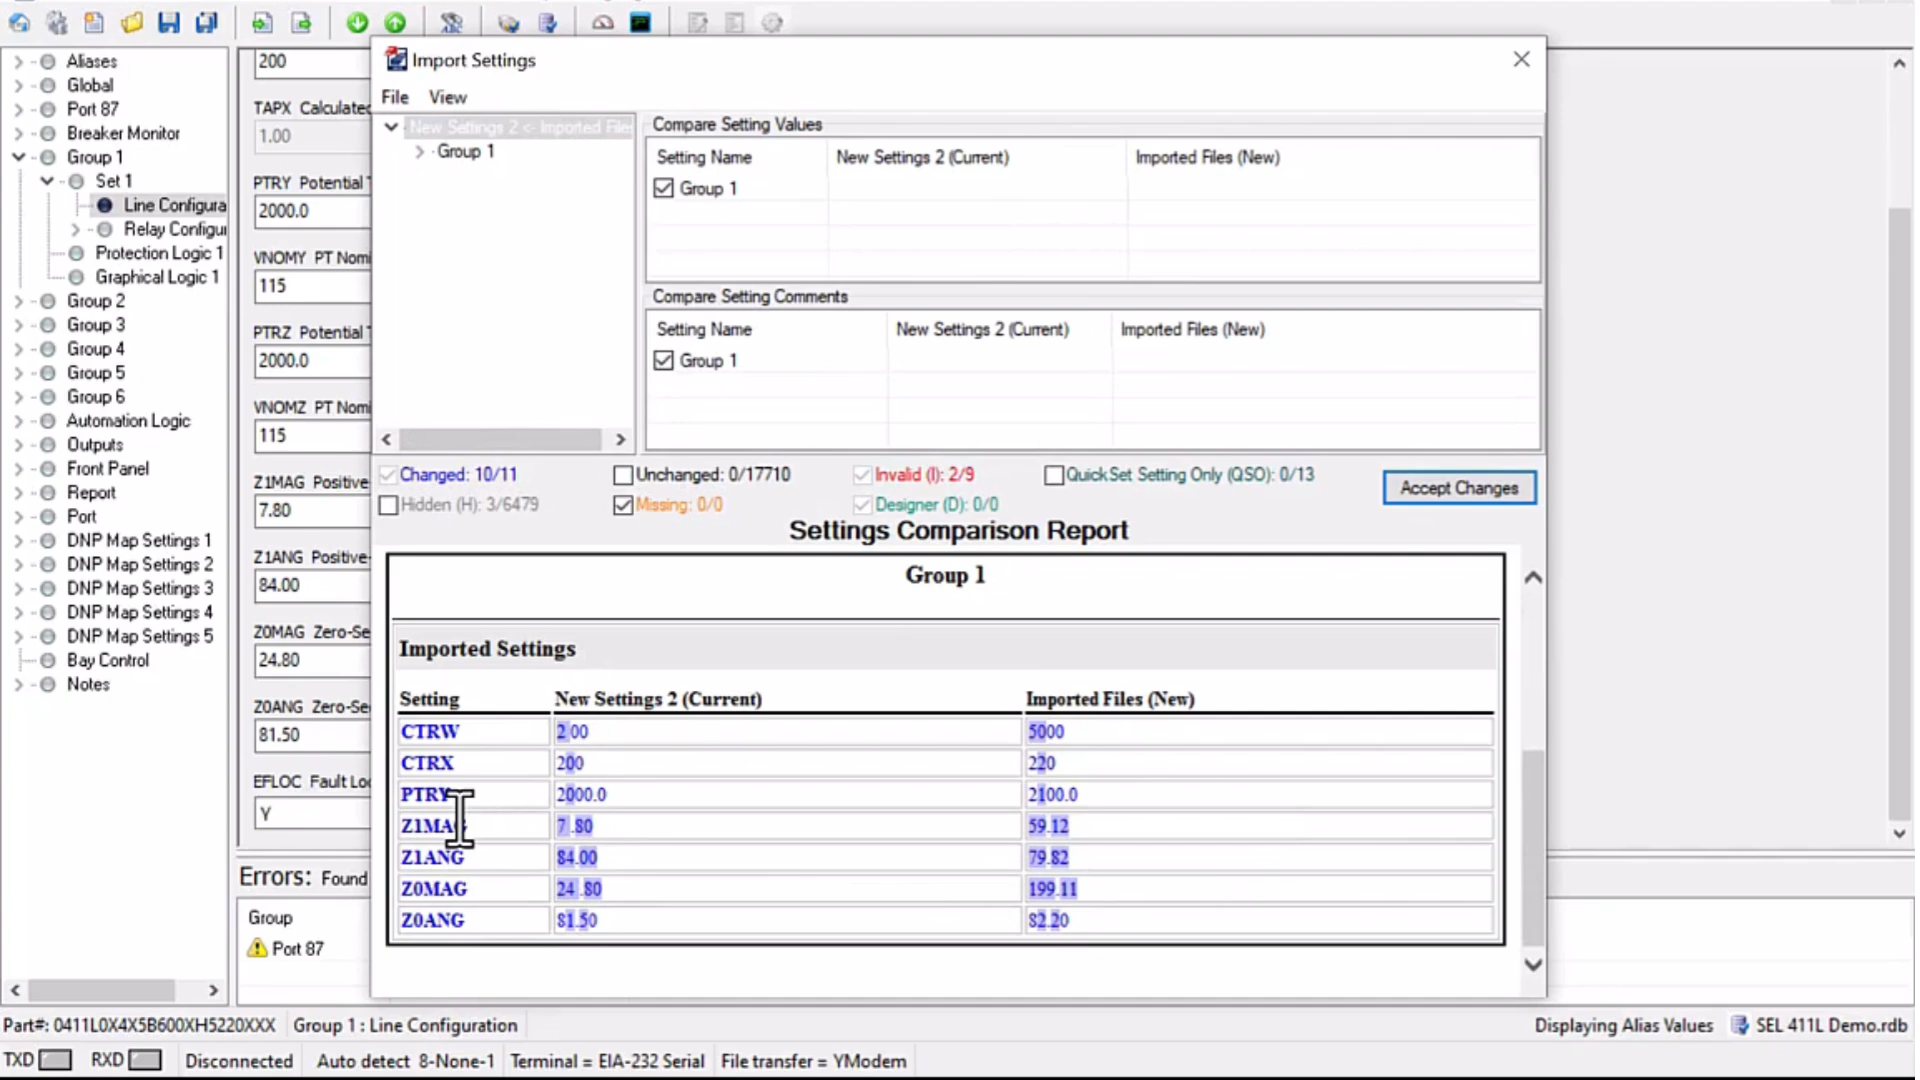 Aliases
Global
Port 87
Breaker Monitor
Group 1
Set 1
Line Configura
Relay Configu
Protection Logic 1
Graphical Logic 1
Group 2
Group 3
Group 4
Group 5
Group 6
Automation Logic
Outputs
Front Panel
Report
Port
DNP Map Settings 1
DNP Map Settings 2
DNP Map Settings 3
DNP Map Settings 4
DNP Map Settings 5
Bay Control
Notes
200
TAPX Calculated
1.00
PTRY Potential T
2000.0
VNOMY PT Nomi
115
PTRZ Potential T
2000.0
VNOMZ PT Nomi
115
Z1MAG Positive-
7.80
Z1ANG Positive-
84.00
Z0MAG Zero-Se
24.80
Z0ANG Zero-Se
81.50
EFLOC Fault Loc
Y
Errors: Found
Group
Port 87
Import Settings
File View
New Settings 2 <- Imported File
Group 1
Compare Setting Values
Setting Name New Settings 2 (Current) Imported Files (New)
Group 1
Compare Setting Comments
Setting Name New Settings 2 (Current) Imported Files (New)
Group 1
Changed: 10/11 Unchanged: 0/17710 Invalid (I): 2/9 QuickSet Setting Only (QSO): 0/13
Accept Changes
Hidden (H): 3/6479 Missing: 0/0 Designer (D): 0/0
Settings Comparison Report
Group 1
Imported Settings
Setting New Settings 2 (Current) Imported Files (New)
CTRW 2 00 5000
CTRX 200 220
PTRY 2000.0 2100.0
Z1MAG 7 .80 59.12
Z1ANG 84.00 79.82
Z0MAG 24 .80 199.11
Z0ANG 81.50 82.20
Part#: 0411L0X4X5B600XH5220XXX Group 1 : Line Configuration Displaying Alias Values SEL 411L Demo.rdb
TXD RXD Disconnected Auto detect 8-None-1 Terminal = EIA-232 Serial File transfer = YModem